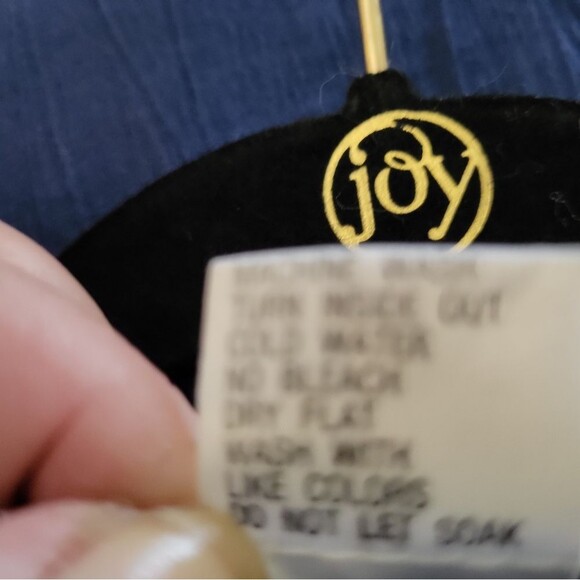 joy
MACHINE WASH
TURN INSIDE OUT
COLD WATER
NO BLEACH
DRY FLAT
WASH WITH
LIKE COLORS
DO NOT LET SOAK